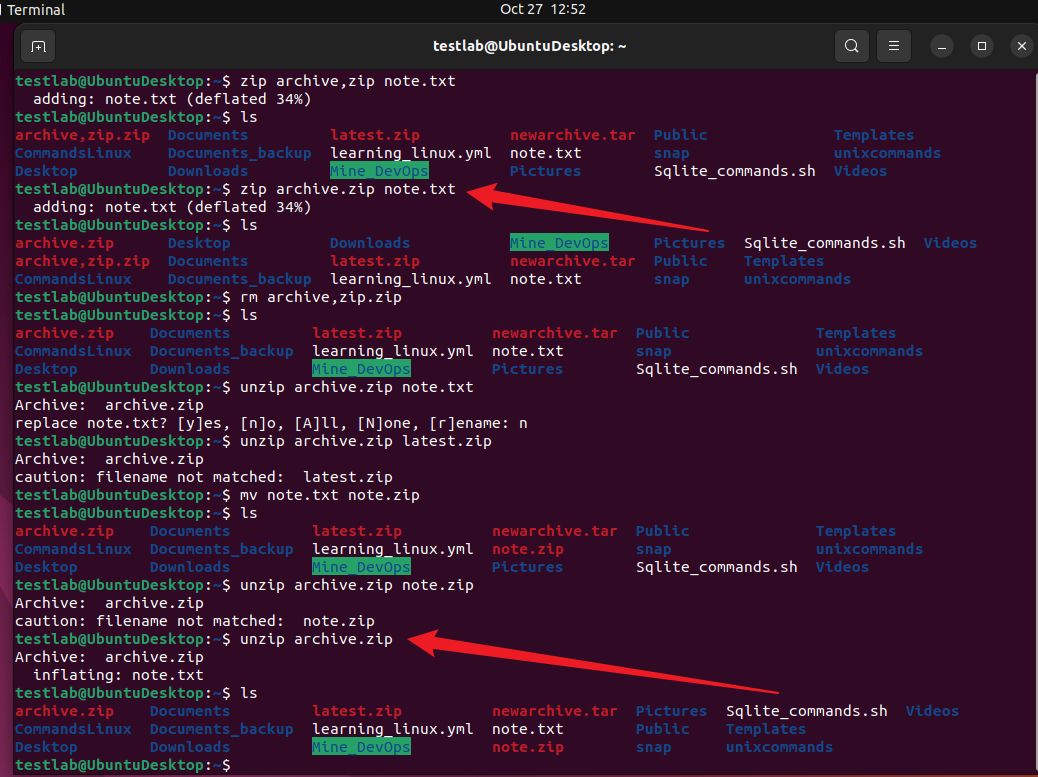 Terminal
Oct 27 12:52
testlab@UbuntuDesktop: ~
testlab@UbuntuDesktop:~$ zip archive,zip note.txt
  adding: note.txt (deflated 34%)
testlab@UbuntuDesktop:~$ ls
archive,zip.zip  Documents         latest.zip          newarchive.tar  Public               Templates
CommandsLinux    Documents_backup  learning_linux.yml  note.txt        snap                 unixcommands
Desktop          Downloads         Mine_DevOps         Pictures        Sqlite_commands.sh  Videos
testlab@UbuntuDesktop:~$ zip archive.zip note.txt
  adding: note.txt (deflated 34%)
testlab@UbuntuDesktop:~$ ls
archive.zip      Desktop           Downloads           Mine_DevOps     Pictures  Sqlite_commands.sh  Videos
archive,zip.zip  Documents         latest.zip          newarchive.tar  Public    Templates
CommandsLinux    Documents_backup  learning_linux.yml  note.txt        snap      unixcommands
testlab@UbuntuDesktop:~$ rm archive,zip.zip
testlab@UbuntuDesktop:~$ ls
archive.zip    Documents         latest.zip          newarchive.tar  Public              Templates
CommandsLinux  Documents_backup  learning_linux.yml  note.txt        snap                unixcommands
Desktop        Downloads         Mine_DevOps         Pictures        Sqlite_commands.sh  Videos
testlab@UbuntuDesktop:~$ unzip archive.zip note.txt
Archive:  archive.zip
replace note.txt? [y]es, [n]o, [A]ll, [N]one, [r]ename: n
testlab@UbuntuDesktop:~$ unzip archive.zip latest.zip
Archive:  archive.zip
caution: filename not matched:  latest.zip
testlab@UbuntuDesktop:~$ mv note.txt note.zip
testlab@UbuntuDesktop:~$ ls
archive.zip    Documents         latest.zip          newarchive.tar  Public              Templates
CommandsLinux  Documents_backup  learning_linux.yml  note.zip        snap                unixcommands
Desktop        Downloads         Mine_DevOps         Pictures        Sqlite_commands.sh  Videos
testlab@UbuntuDesktop:~$ unzip archive.zip note.zip
Archive:  archive.zip
caution: filename not matched:  note.zip
testlab@UbuntuDesktop:~$ unzip archive.zip
Archive:  archive.zip
  inflating: note.txt
testlab@UbuntuDesktop:~$ ls
archive.zip    Documents         latest.zip          newarchive.tar  Pictures  Sqlite_commands.sh  Videos
CommandsLinux  Documents_backup  learning_linux.yml  note.txt        Public    Templates
Desktop        Downloads         Mine_DevOps         note.zip        snap      unixcommands
testlab@UbuntuDesktop:~$